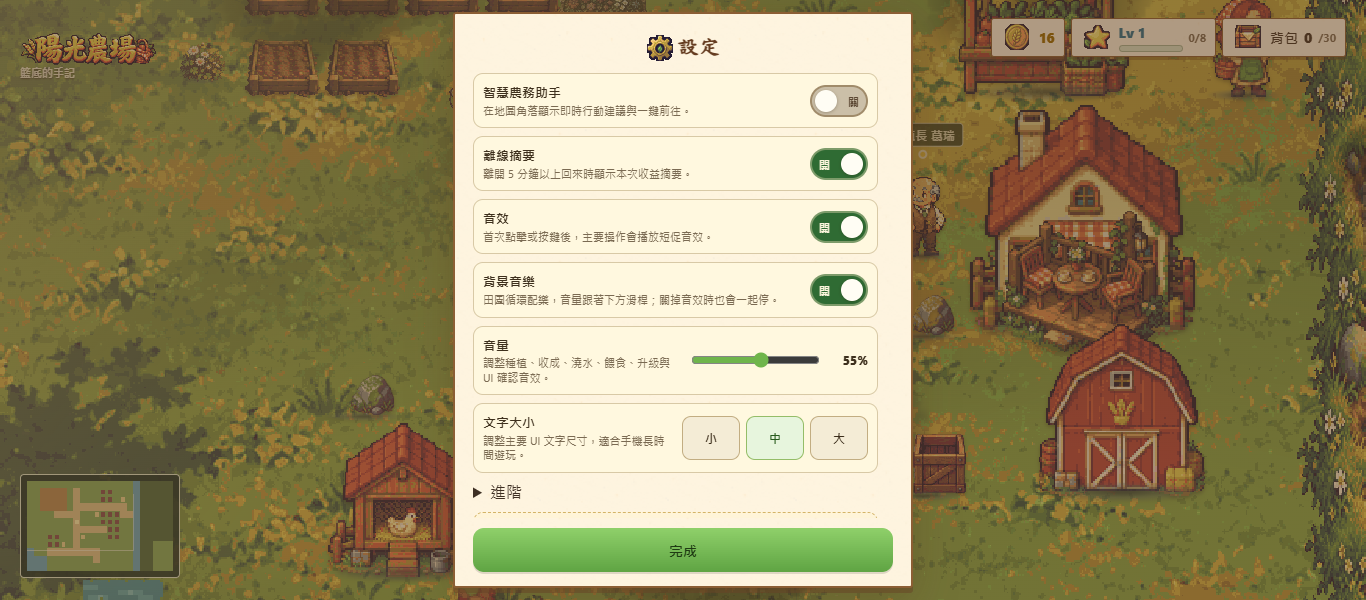 陽光農場
籃底的手記
16
Lv 1
0/8
背包 0 /30
長 葛瑞
設定
智慧農務助手
在地圖角落顯示即時行動建議與一鍵前往。
關
離線摘要
離開 5 分鐘以上回來時顯示本次收益摘要。
開
音效
首次點擊或按鍵後,主要操作會播放短促音效。
開
背景音樂
田園循環配樂,音量跟著下方滑桿;關掉音效時也會一起停。
開
音量
調整種植、收成、澆水、餵食、升級與
UI 確認音效。
55%
文字大小
調整主要 UI 文字尺寸,適合手機長時
間遊玩。
小
中
大
進階
完成